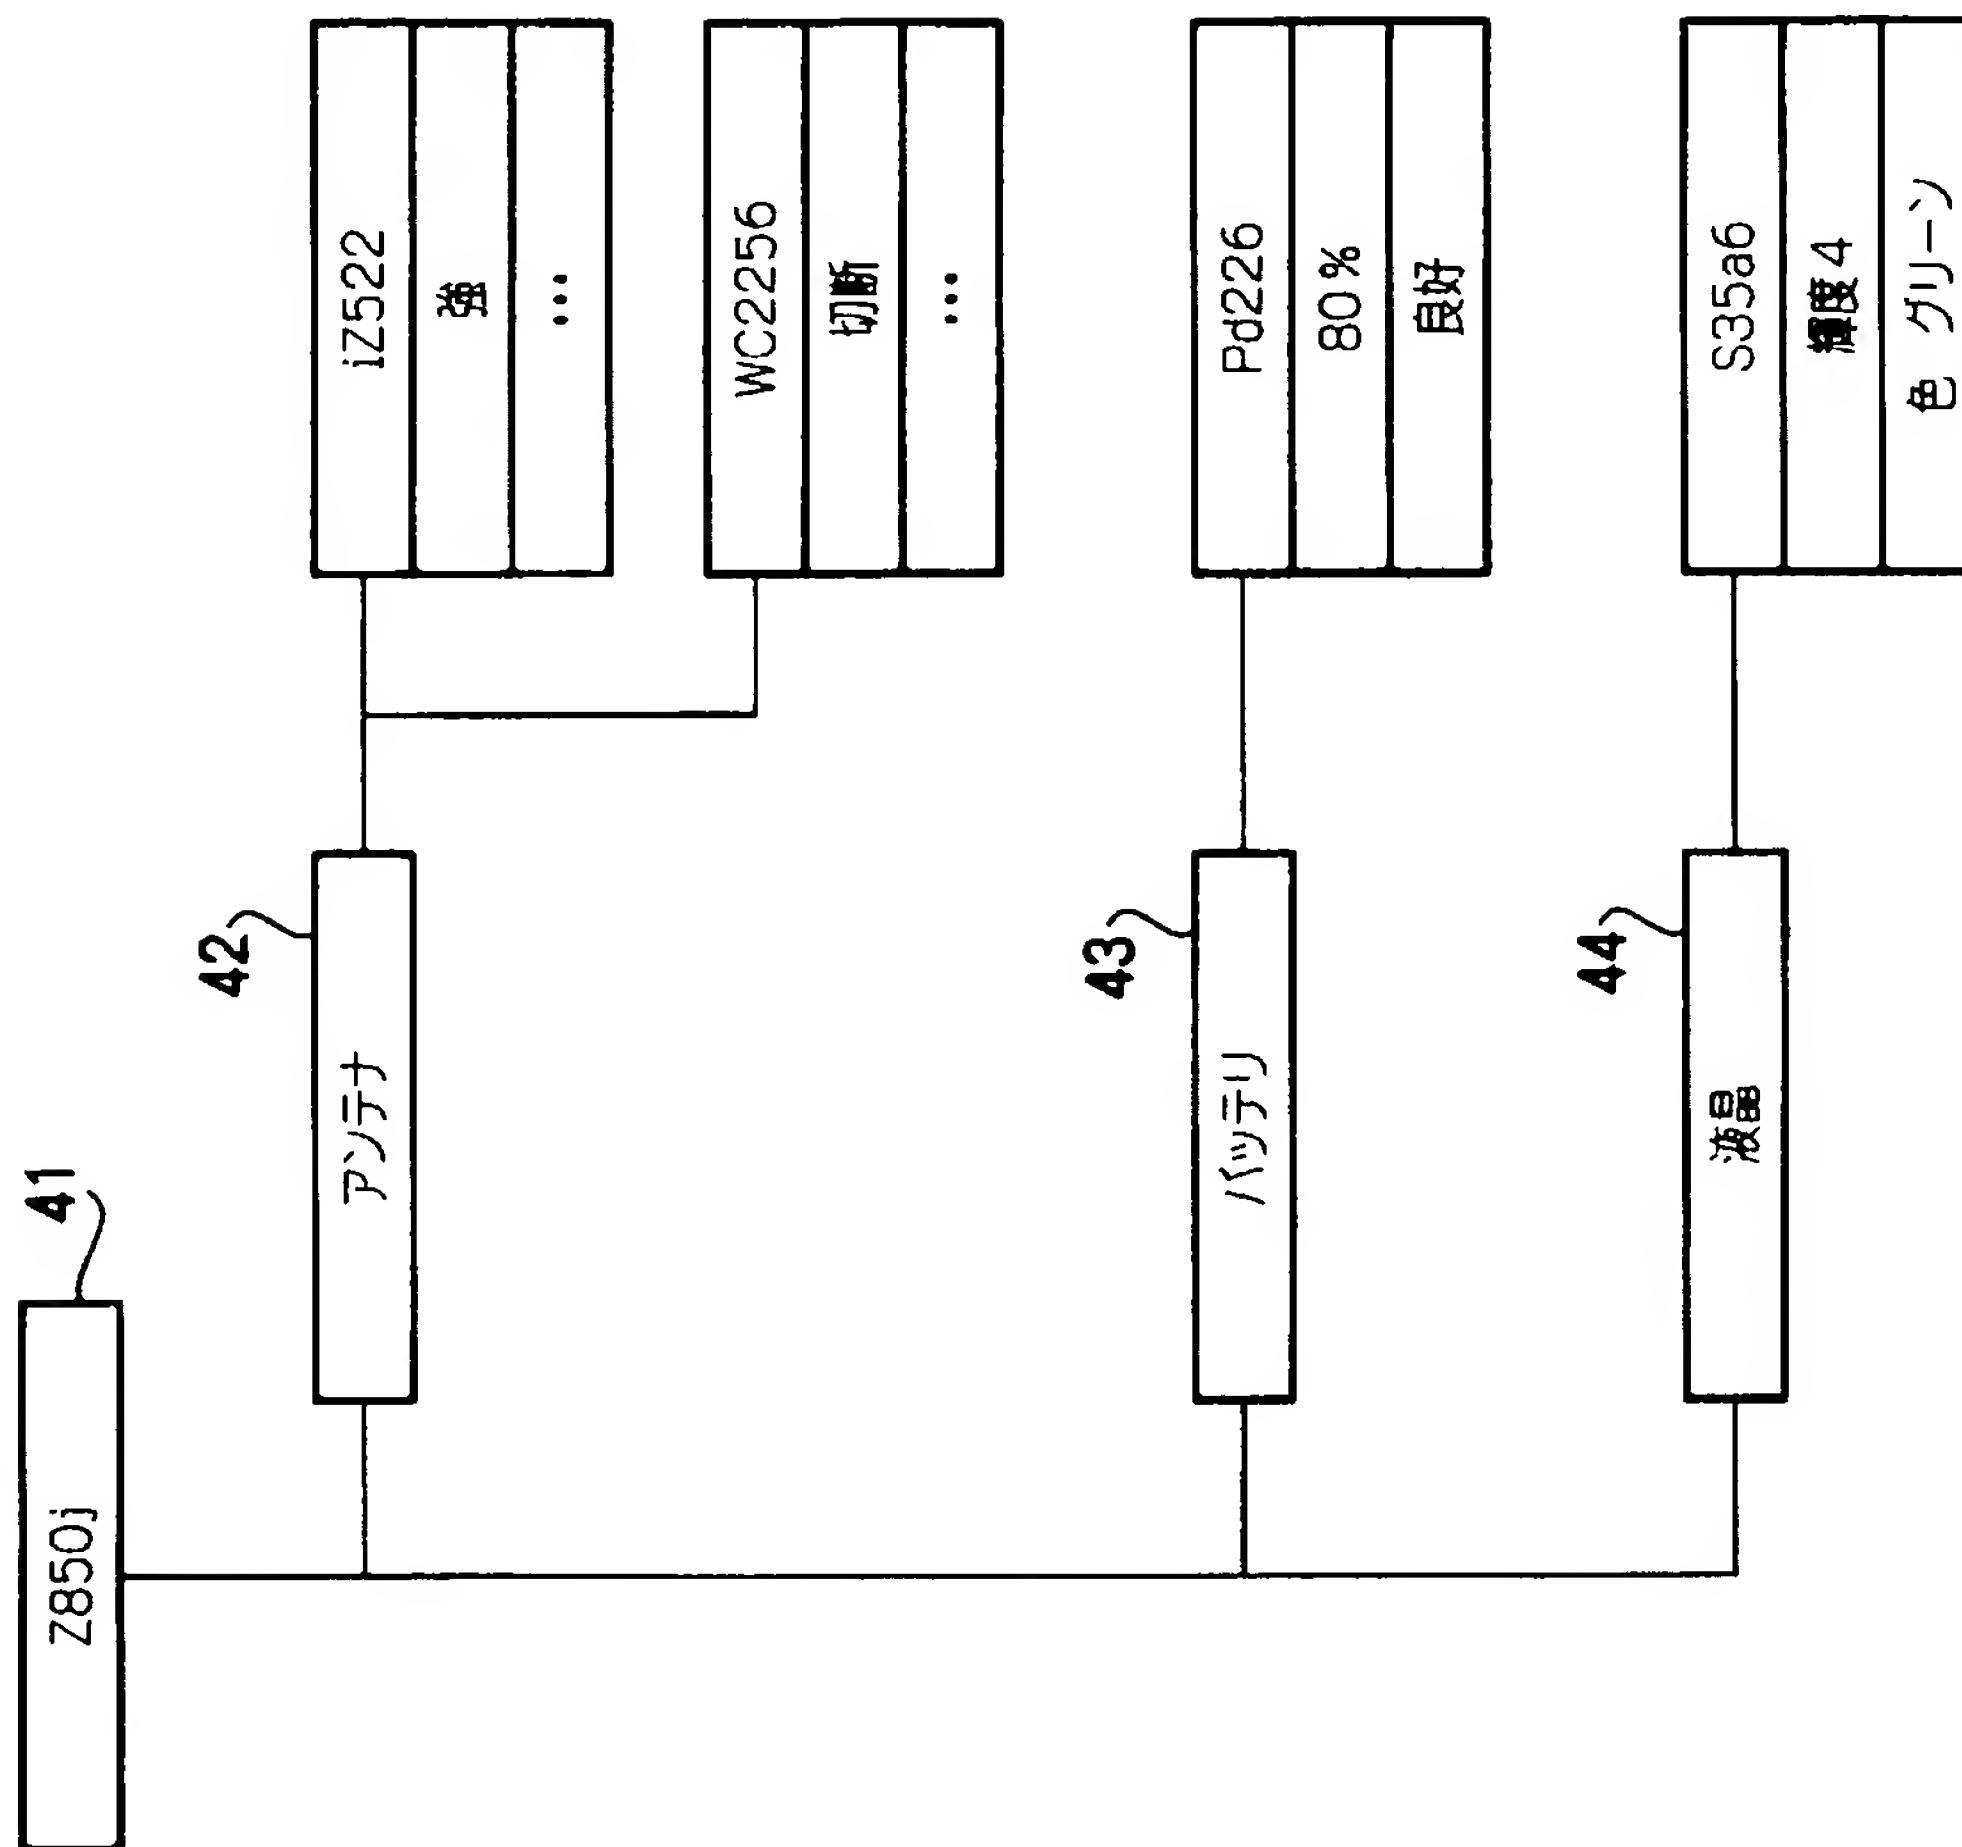 Z850j
41
アンテナ
42
iZ522
強
…
WC2256
切断
…
バッテリ
43
Pd226
80%
良好
液晶
44
S35a6
輝度4
色 グリーン